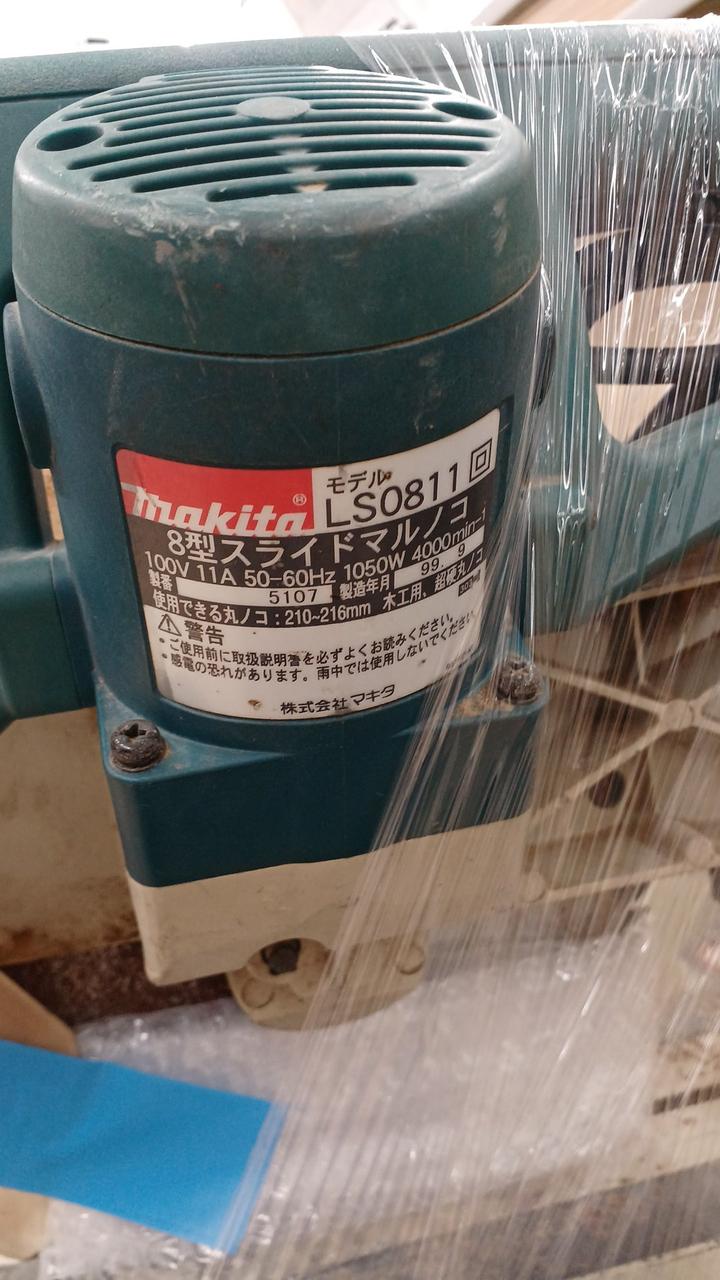 makita®
モデル
LS0811
8型スライドマルノコ
100V 11A 50-60Hz 1050W 4000min-1
製番 5107 製造年月 99. 9
使用できる丸ノコ:210~216mm 木工用、超硬丸ノコ
警告
・ご使用前に取扱説明書を必ずよくお読みください。
・感電の恐れがあります。雨中では使用しないでください
株式会社 マキタ